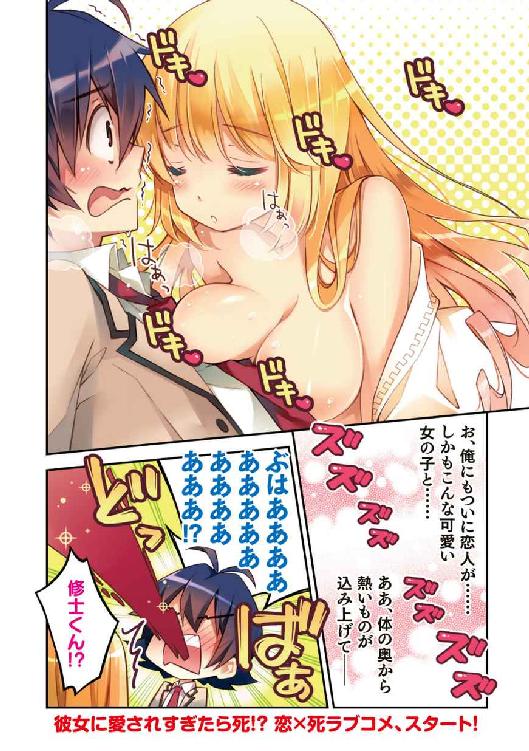 ドキ
ドキ
ドキ
ドキ
ドキ
ドキ
はぁっ
はぁっ
お、俺にもついに恋人が……
しかもこんな可愛い
女の子と……
ズズ
ズズ
ズズ
ズズ
ああ、体の奥から
熱いものが
込み上げて――
ぶはあああああ
ああああああ
あああああ
あああ!?
どっ
ばぁ
修士くん!?
彼女に愛されすぎたら死!? 恋×死ラブコメ、スタート!